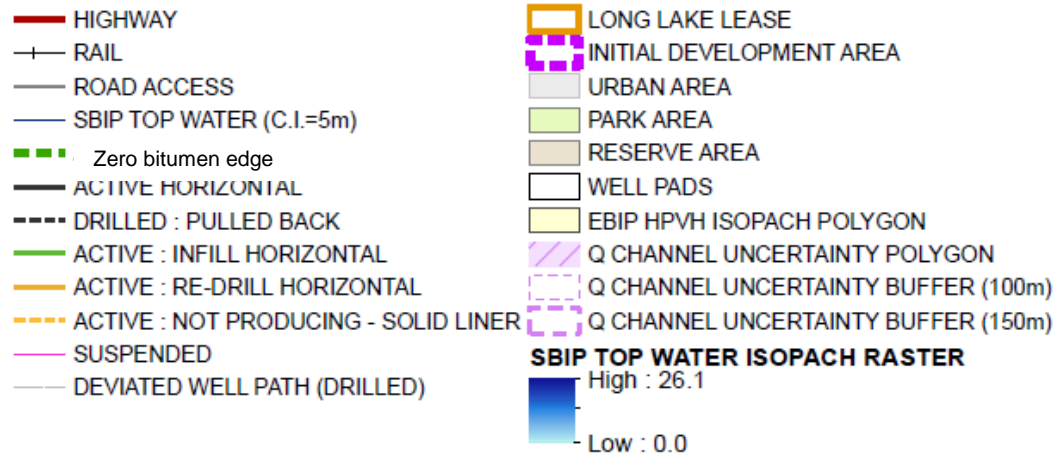 HIGHWAY
RAIL
ROAD ACCESS
SBIP TOP WATER (C.I.=5m)
Zero bitumen edge
ACTIVE HORIZONTAL
DRILLED : PULLED BACK
ACTIVE : INFILL HORIZONTAL
ACTIVE : RE-DRILL HORIZONTAL
ACTIVE : NOT PRODUCING - SOLID LINER
SUSPENDED
DEVIATED WELL PATH (DRILLED)
LONG LAKE LEASE
INITIAL DEVELOPMENT AREA
URBAN AREA
PARK AREA
RESERVE AREA
WELL PADS
EBIP HPVH ISOPACH POLYGON
Q CHANNEL UNCERTAINTY POLYGON
Q CHANNEL UNCERTAINTY BUFFER (100m)
Q CHANNEL UNCERTAINTY BUFFER (150m)
SBIP TOP WATER ISOPACH RASTER
High : 26.1
Low : 0.0